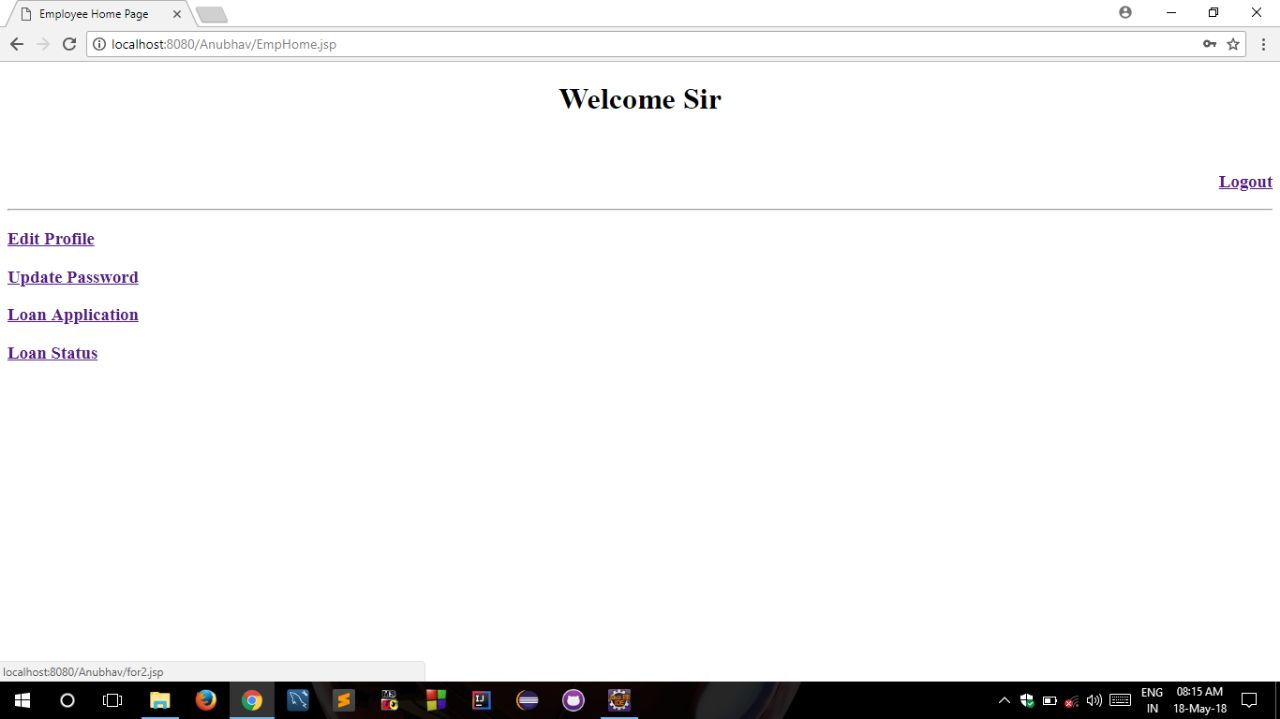 Employee Home Page
localhost:8080/Anubhav/EmpHome.jsp
Welcome Sir
Logout
Edit Profile
Update Password
Loan Application
Loan Status
localhost:8080/Anubhav/for2.jsp
ENG 08:15 AM
IN 18-May-18